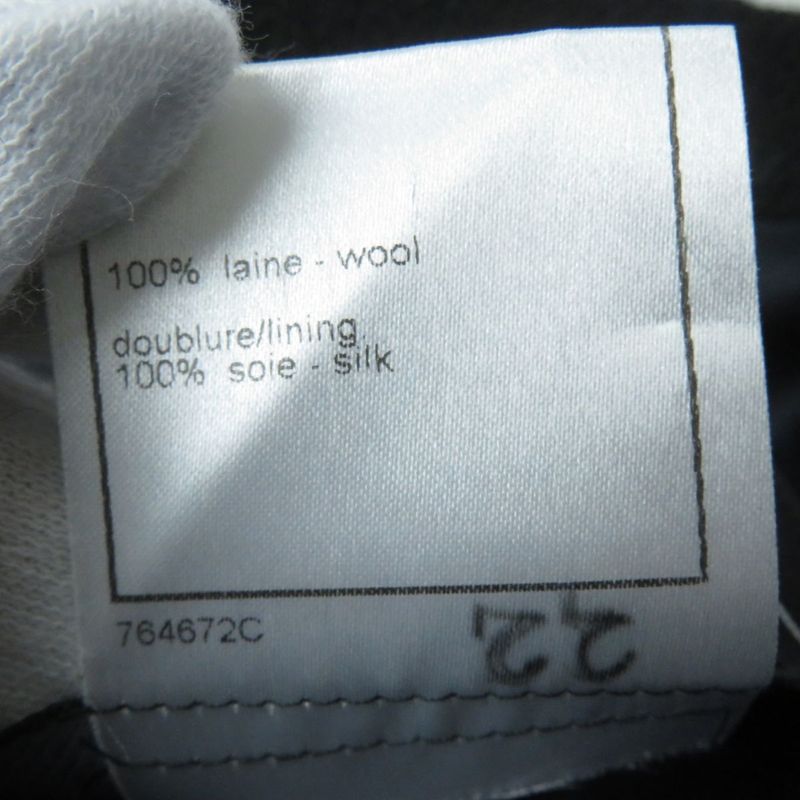 100% laine - wool
doublure/lining
100% soie - silk
764672C